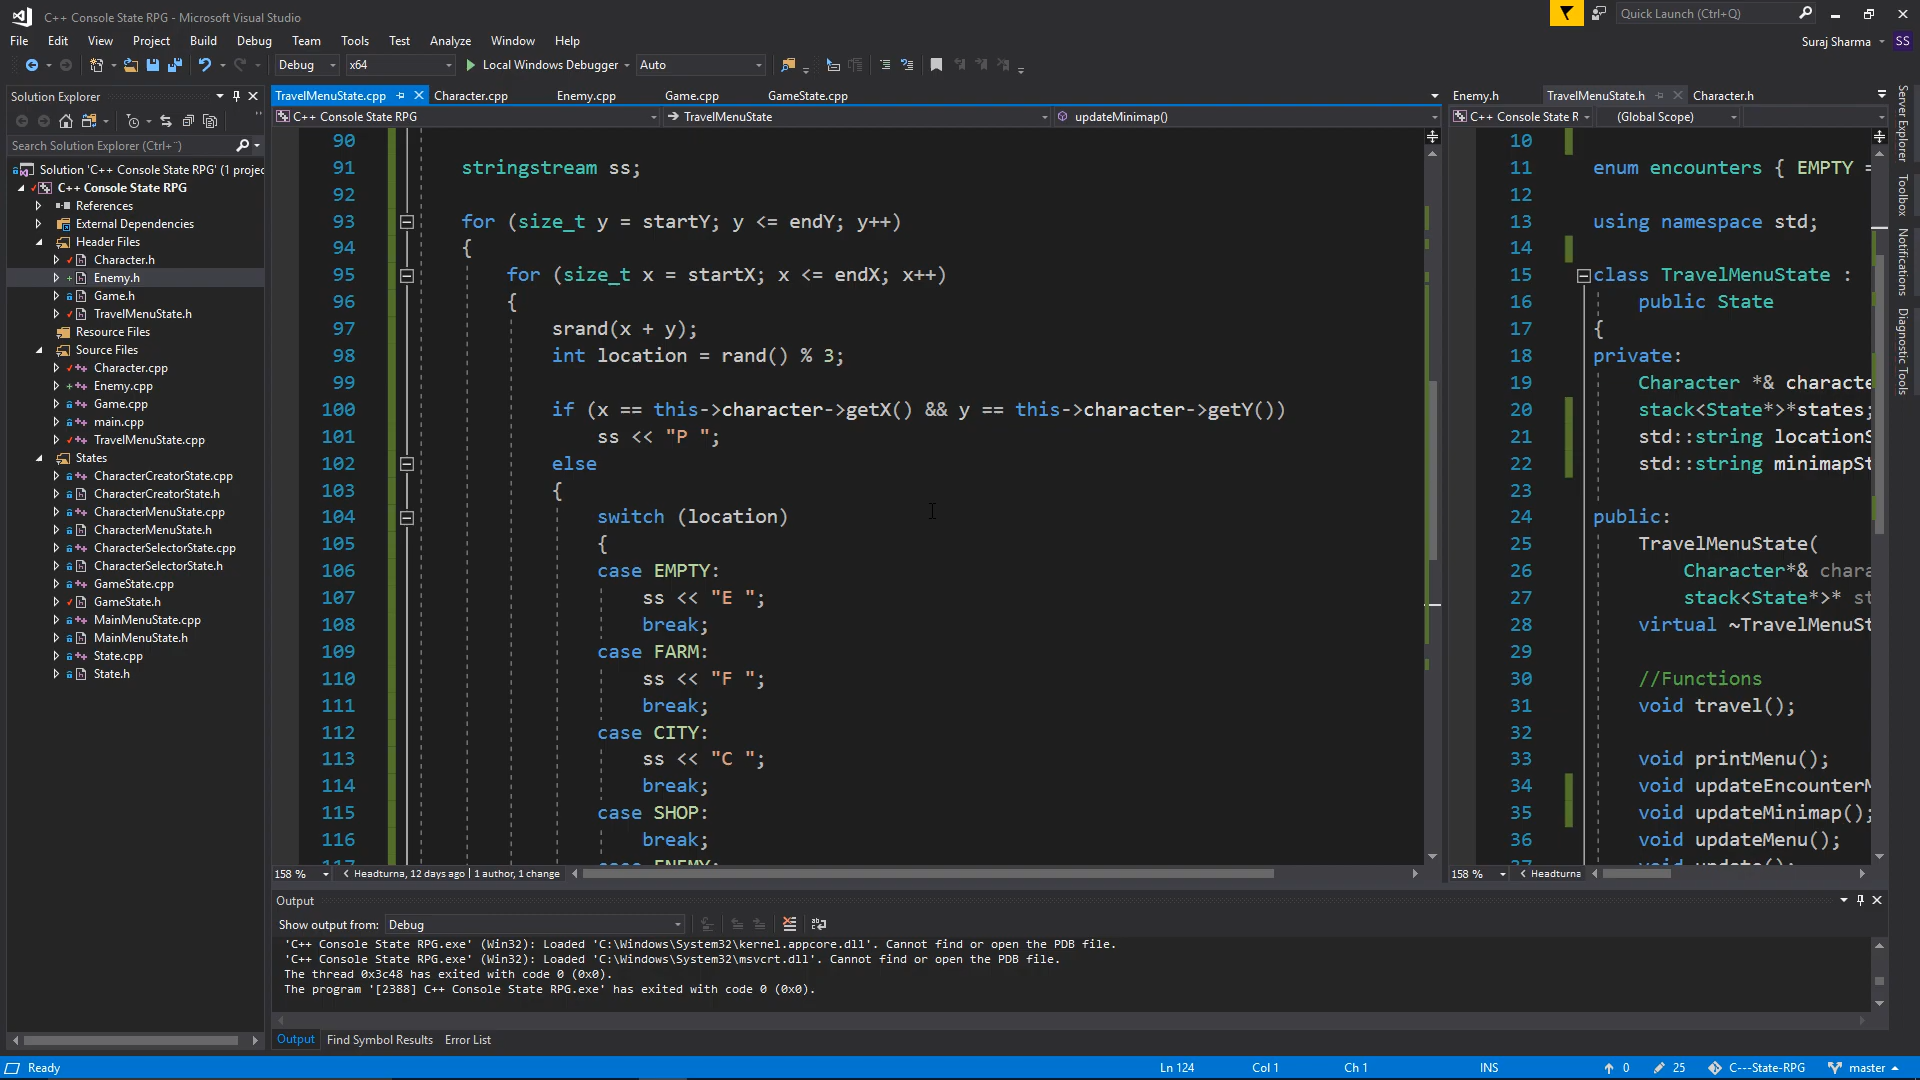 C++ Console State RPG - Microsoft Visual Studio
Quick Launch (Ctrl+Q)
File Edit View Project Build Debug Team Tools Test Analyze Window Help
Suraj Sharma SS
Debug x64 Local Windows Debugger Auto
Solution Explorer
Search Solution Explorer (Ctrl+¨)
Solution 'C++ Console State RPG' (1 projec
C++ Console State RPG
References
External Dependencies
Header Files
Character.h
Enemy.h
Game.h
TravelMenuState.h
Resource Files
Source Files
Character.cpp
Enemy.cpp
Game.cpp
main.cpp
TravelMenuState.cpp
States
CharacterCreatorState.cpp
CharacterCreatorState.h
CharacterMenuState.cpp
CharacterMenuState.h
CharacterSelectorState.cpp
CharacterSelectorState.h
GameState.cpp
GameState.h
MainMenuState.cpp
MainMenuState.h
State.cpp
State.h
TravelMenuState.cpp Character.cpp Enemy.cpp Game.cpp GameState.cpp
C++ Console State RPG TravelMenuState updateMinimap()
90
91 stringstream ss;
92
93 for (size_t y = startY; y <= endY; y++)
94 {
95 for (size_t x = startX; x <= endX; x++)
96 {
97 srand(x + y);
98 int location = rand() % 3;
99
100 if (x == this->character->getX() && y == this->character->getY())
101 ss << "P ";
102 else
103 {
104 switch (location)
105 {
106 case EMPTY:
107 ss << "E ";
108 break;
109 case FARM:
110 ss << "F ";
111 break;
112 case CITY:
113 ss << "C ";
114 break;
115 case SHOP:
116 break;
117 case ENEMY:
158 % Headturna, 12 days ago | 1 author, 1 change
Enemy.h TravelMenuState.h Character.h
C++ Console State R (Global Scope)
10
11 enum encounters { EMPTY =
12
13 using namespace std;
14
15 class TravelMenuState :
16 public State
17 {
18 private:
19 Character *& characte
20 stack<State*>*states;
21 std::string locationS
22 std::string minimapSt
23
24 public:
25 TravelMenuState(
26 Character*& chara
27 stack<State*>* st
28 virtual ~TravelMenuSt
29
30 //Functions
31 void travel();
32
33 void printMenu();
34 void updateEncounterM
35 void updateMinimap();
36 void updateMenu();
37 void update();
158 % Headturna
Server Explorer
Toolbox
Notifications
Diagnostic Tools
Output
Show output from: Debug
'C++ Console State RPG.exe' (Win32): Loaded 'C:\Windows\System32\kernel.appcore.dll'. Cannot find or open the PDB file.
'C++ Console State RPG.exe' (Win32): Loaded 'C:\Windows\System32\msvcrt.dll'. Cannot find or open the PDB file.
The thread 0x3c48 has exited with code 0 (0x0).
The program '[2388] C++ Console State RPG.exe' has exited with code 0 (0x0).
Output Find Symbol Results Error List
Ready Ln 124 Col 1 Ch 1 INS 0 25 C---State-RPG master